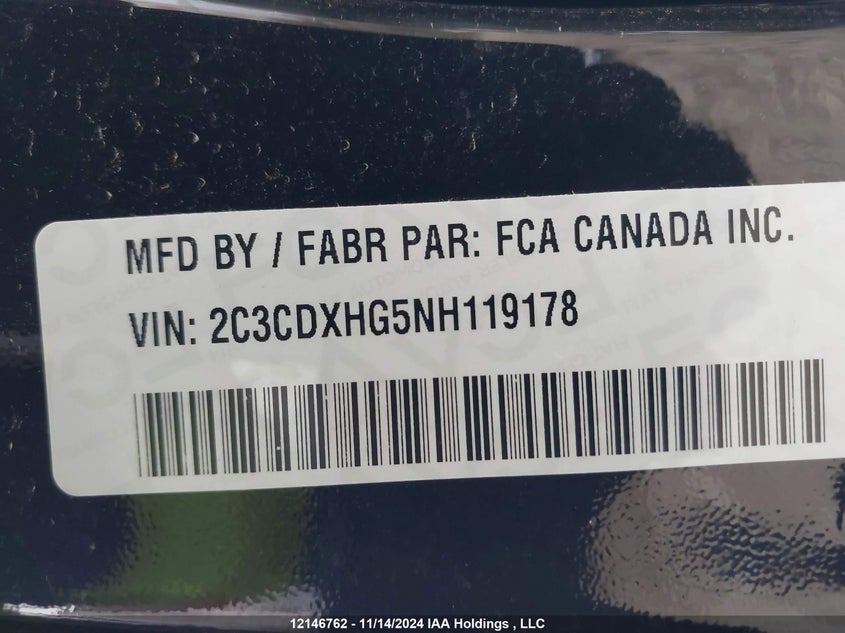 MFD BY / FABR PAR: FCA CANADA INC.
VIN: 2C3CDXHG5NH119178
12146762 - 11/14/2024 IAA Holdings , LLC